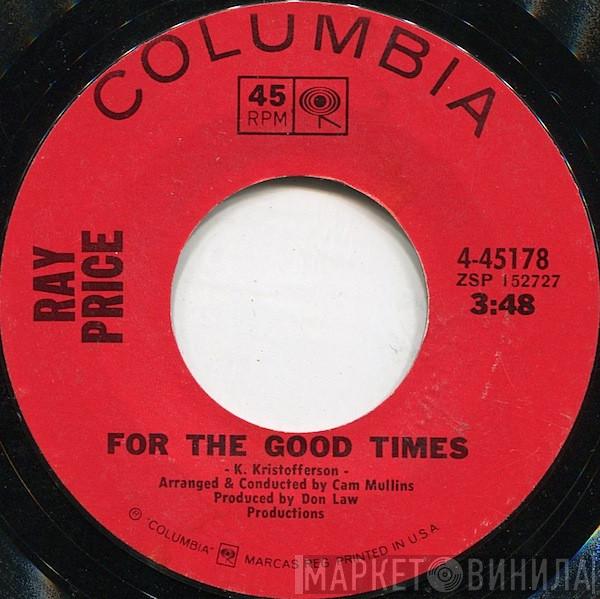 COLUMBIA
45
RPM
RAY
PRICE
4-45178
ZSP 152727
3:48
FOR THE GOOD TIMES
- K. Kristofferson -
Arranged & Conducted by Cam Mullins
Produced by Don Law
Productions
℗ "COLUMBIA" MARCAS REG. PRINTED IN U.S.A.
МАРКЕТ ВИНИЛА